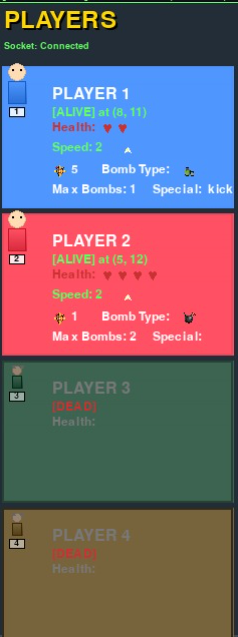 PLAYERS
Socket: Connected
PLAYER 1
[ALIVE] at (8, 11)
Health:
Speed: 2
5 Bomb Type:
Max Bombs: 1 Special: kick
1
PLAYER 2
[ALIVE] at (5, 12)
Health:
Speed: 2
1 Bomb Type:
Max Bombs: 2 Special:
2
PLAYER 3
[DEAD]
Health:
3
PLAYER 4
[DEAD]
Health:
4